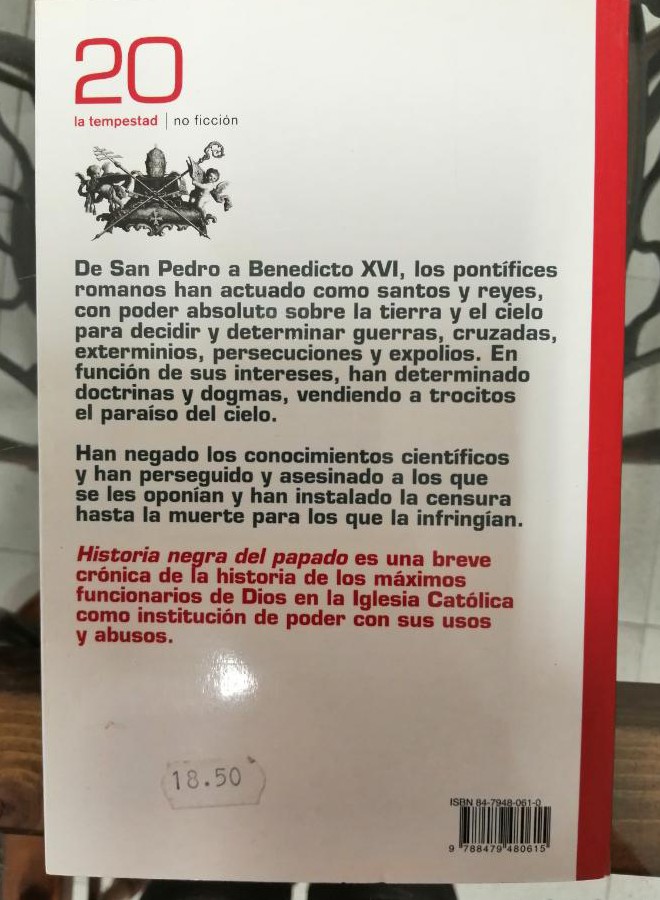 20
la tempestad | no ficción
De San Pedro a Benedicto XVI, los pontífices
romanos han actuado como santos y reyes,
con poder absoluto sobre la tierra y el cielo
para decidir y determinar guerras, cruzadas,
exterminios, persecuciones y expolios. En
función de sus intereses, han determinado
doctrinas y dogmas, vendiendo a trocitos
el paraíso del cielo.
Han negado los conocimientos científicos
y han perseguido y asesinado a los que
se les oponían y han instalado la censura
hasta la muerte para los que la infringían.
Historia negra del papado es una breve
crónica de la historia de los máximos
funcionarios de Dios en la Iglesia Católica
como institución de poder con sus usos
y abusos.
18.50
ISBN 84-7948-061-0
9 788479 480615